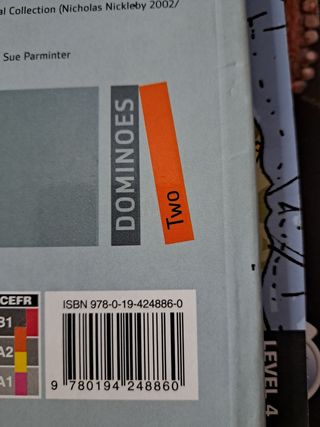 al Collection (Nicholas Nickleby 2002/
Sue Parminter
DOMINOES
Two
CEFR
B1
A2
A1
ISBN 978-0-19-424886-0
9 780194 248860
LEVEL 4